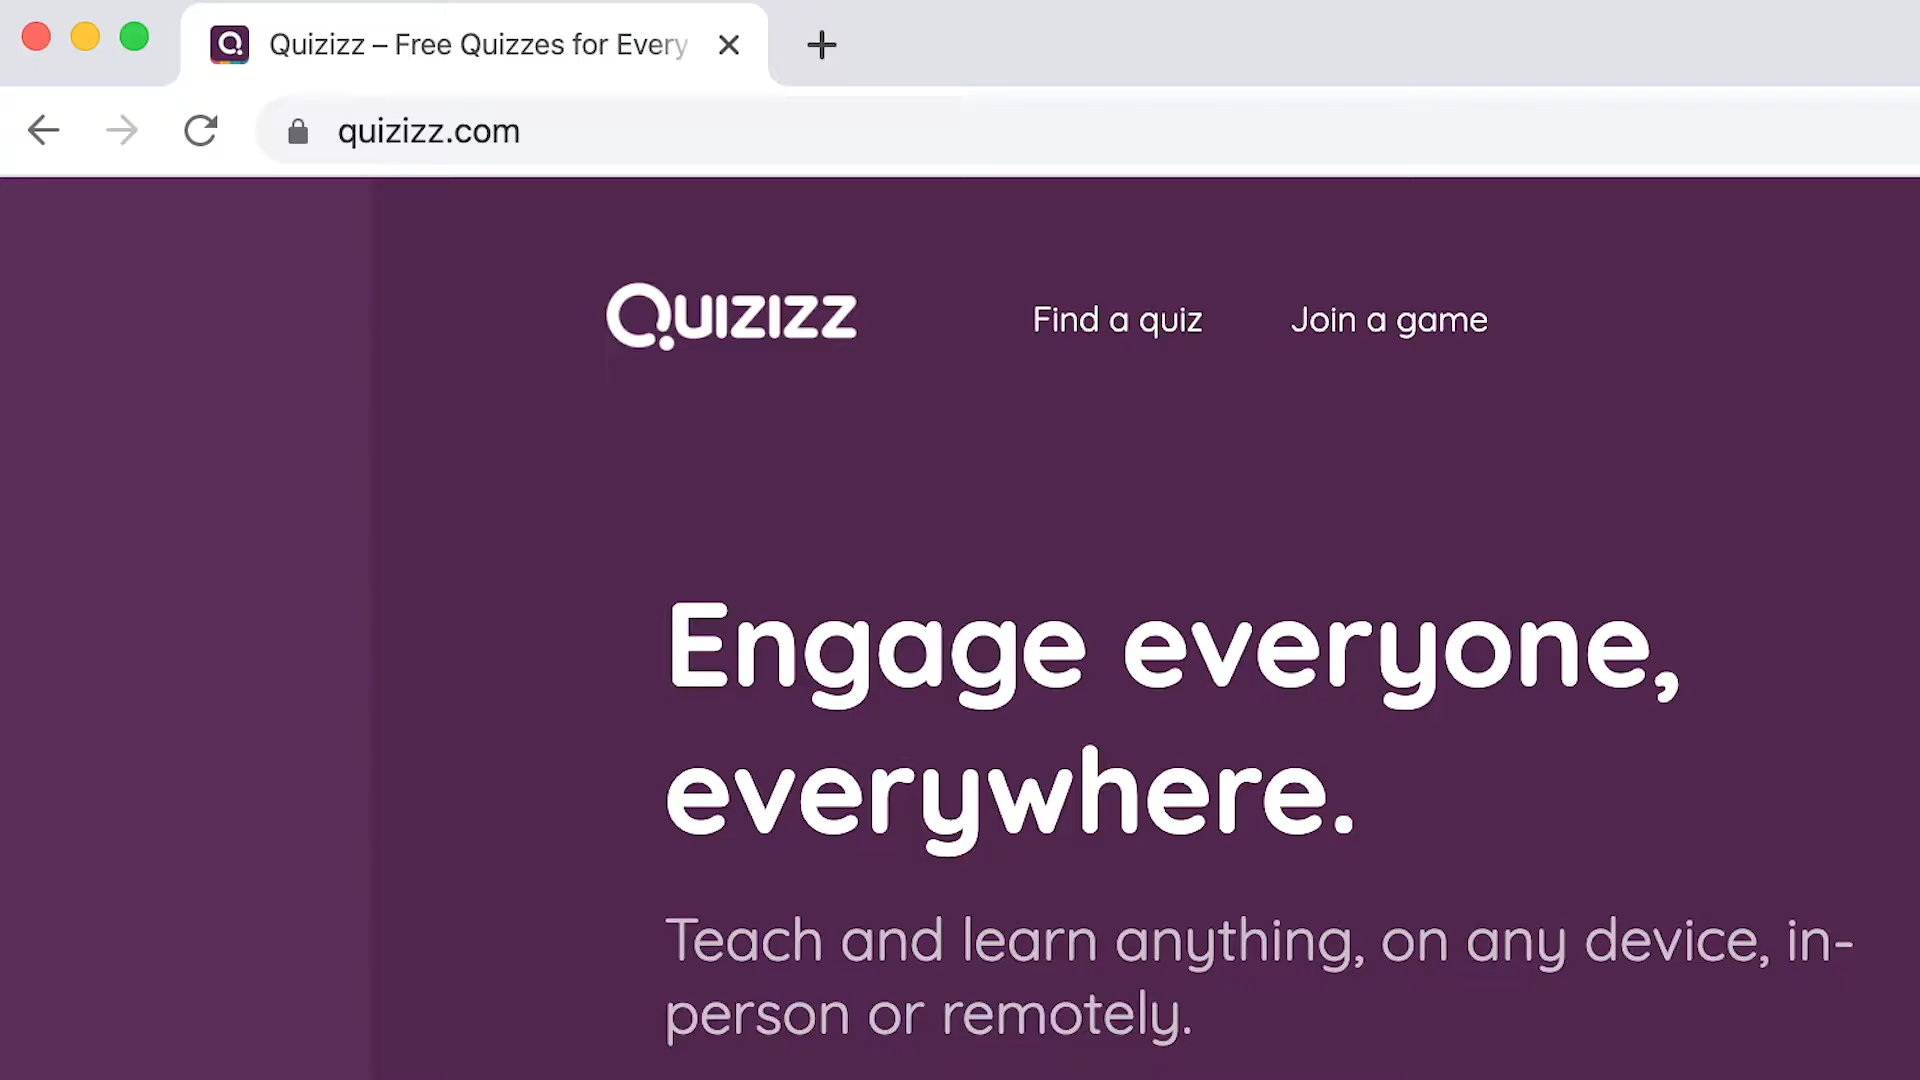 Quizizz – Free Quizzes for Every
quizizz.com
QUIZIZZ
Find a quiz
Join a game
Engage everyone,
everywhere.
Teach and learn anything, on any device, in-
person or remotely.